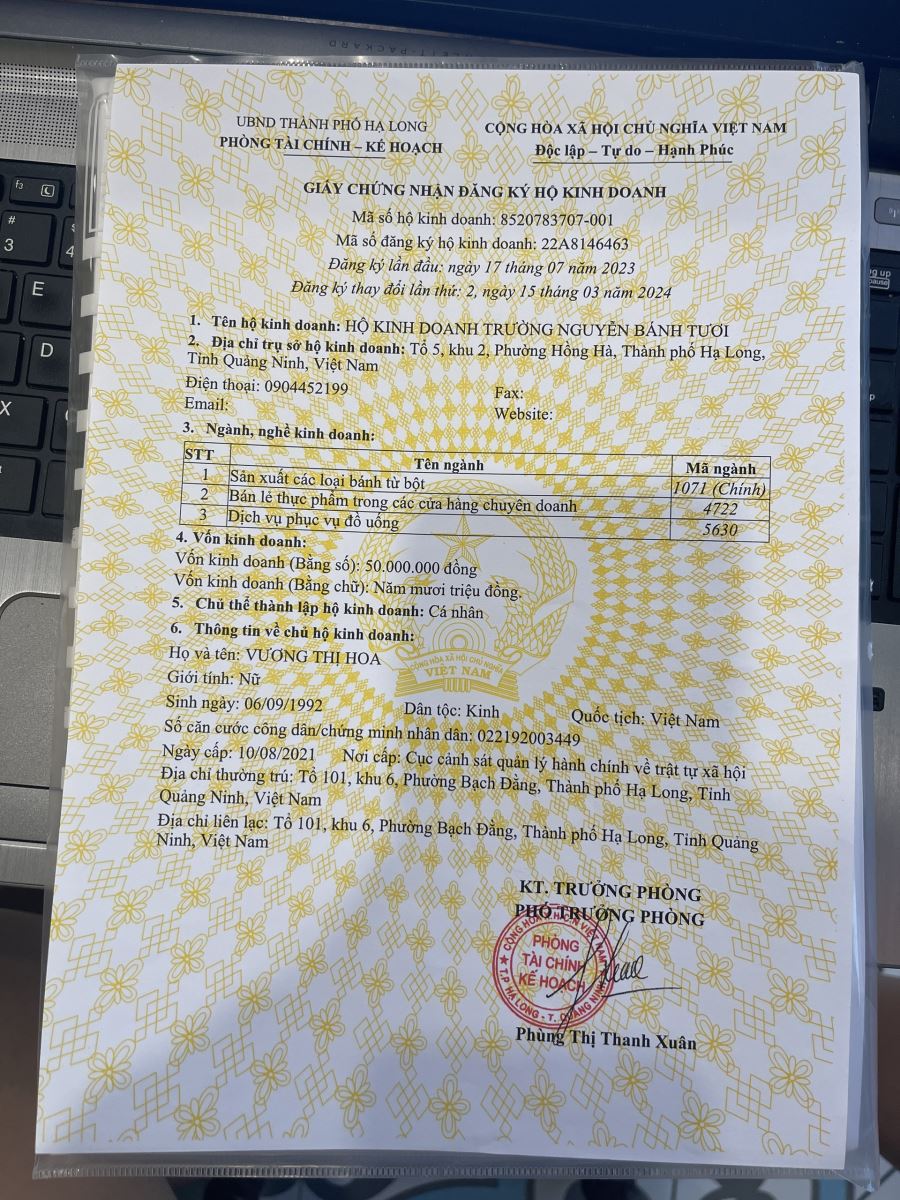 UBND THÀNH PHỐ HẠ LONG
PHÒNG TÀI CHÍNH – KẾ HOẠCH
CỘNG HÒA XÃ HỘI CHỦ NGHĨA VIỆT NAM
Độc lập – Tự do – Hạnh Phúc
GIẤY CHỨNG NHẬN ĐĂNG KÝ HỘ KINH DOANH
Mã số hộ kinh doanh: 8520783707-001
Mã số đăng ký hộ kinh doanh: 22A8146463
Đăng ký lần đầu: ngày 17 tháng 07 năm 2023
Đăng ký thay đổi lần thứ: 2, ngày 15 tháng 03 năm 2024
1. Tên hộ kinh doanh: HỘ KINH DOANH TRƯỜNG NGUYỄN BÁNH TƯƠI
2. Địa chỉ trụ sở hộ kinh doanh: Tổ 5, khu 2, Phường Hồng Hà, Thành phố Hạ Long,
Tỉnh Quảng Ninh, Việt Nam
Điện thoại: 0904452199 Fax:
Email: Website:
3. Ngành, nghề kinh doanh:
STT Tên ngành Mã ngành
1 Sản xuất các loại bánh từ bột 1071 (Chính)
2 Bán lẻ thực phẩm trong các cửa hàng chuyên doanh 4722
3 Dịch vụ phục vụ đồ uống 5630
4. Vốn kinh doanh:
Vốn kinh doanh (Bằng số): 50.000.000 đồng
Vốn kinh doanh (Bằng chữ): Năm mươi triệu đồng.
5. Chủ thể thành lập hộ kinh doanh: Cá nhân
6. Thông tin về chủ hộ kinh doanh:
Họ và tên: VƯƠNG THỊ HOA
CỘNG HÒA XÃ HỘI CHỦ NGHĨA
VIỆT NAM
Giới tính: Nữ
Sinh ngày: 06/09/1992 Dân tộc: Kinh Quốc tịch: Việt Nam
Số căn cước công dân/chứng minh nhân dân: 022192003449
Ngày cấp: 10/08/2021 Nơi cấp: Cục cảnh sát quản lý hành chính về trật tự xã hội
Địa chỉ thường trú: Tổ 101, khu 6, Phường Bạch Đằng, Thành phố Hạ Long, Tỉnh
Quảng Ninh, Việt Nam
Địa chỉ liên lạc: Tổ 101, khu 6, Phường Bạch Đằng, Thành phố Hạ Long, Tỉnh Quảng
Ninh, Việt Nam
KT. TRƯỞNG PHÒNG
PHÓ TRƯỞNG PHÒNG
PHÒNG
TÀI CHÍNH
KẾ HOẠCH
T.P HẠ LONG - T. QUẢNG NINH
Phùng Thị Thanh Xuân